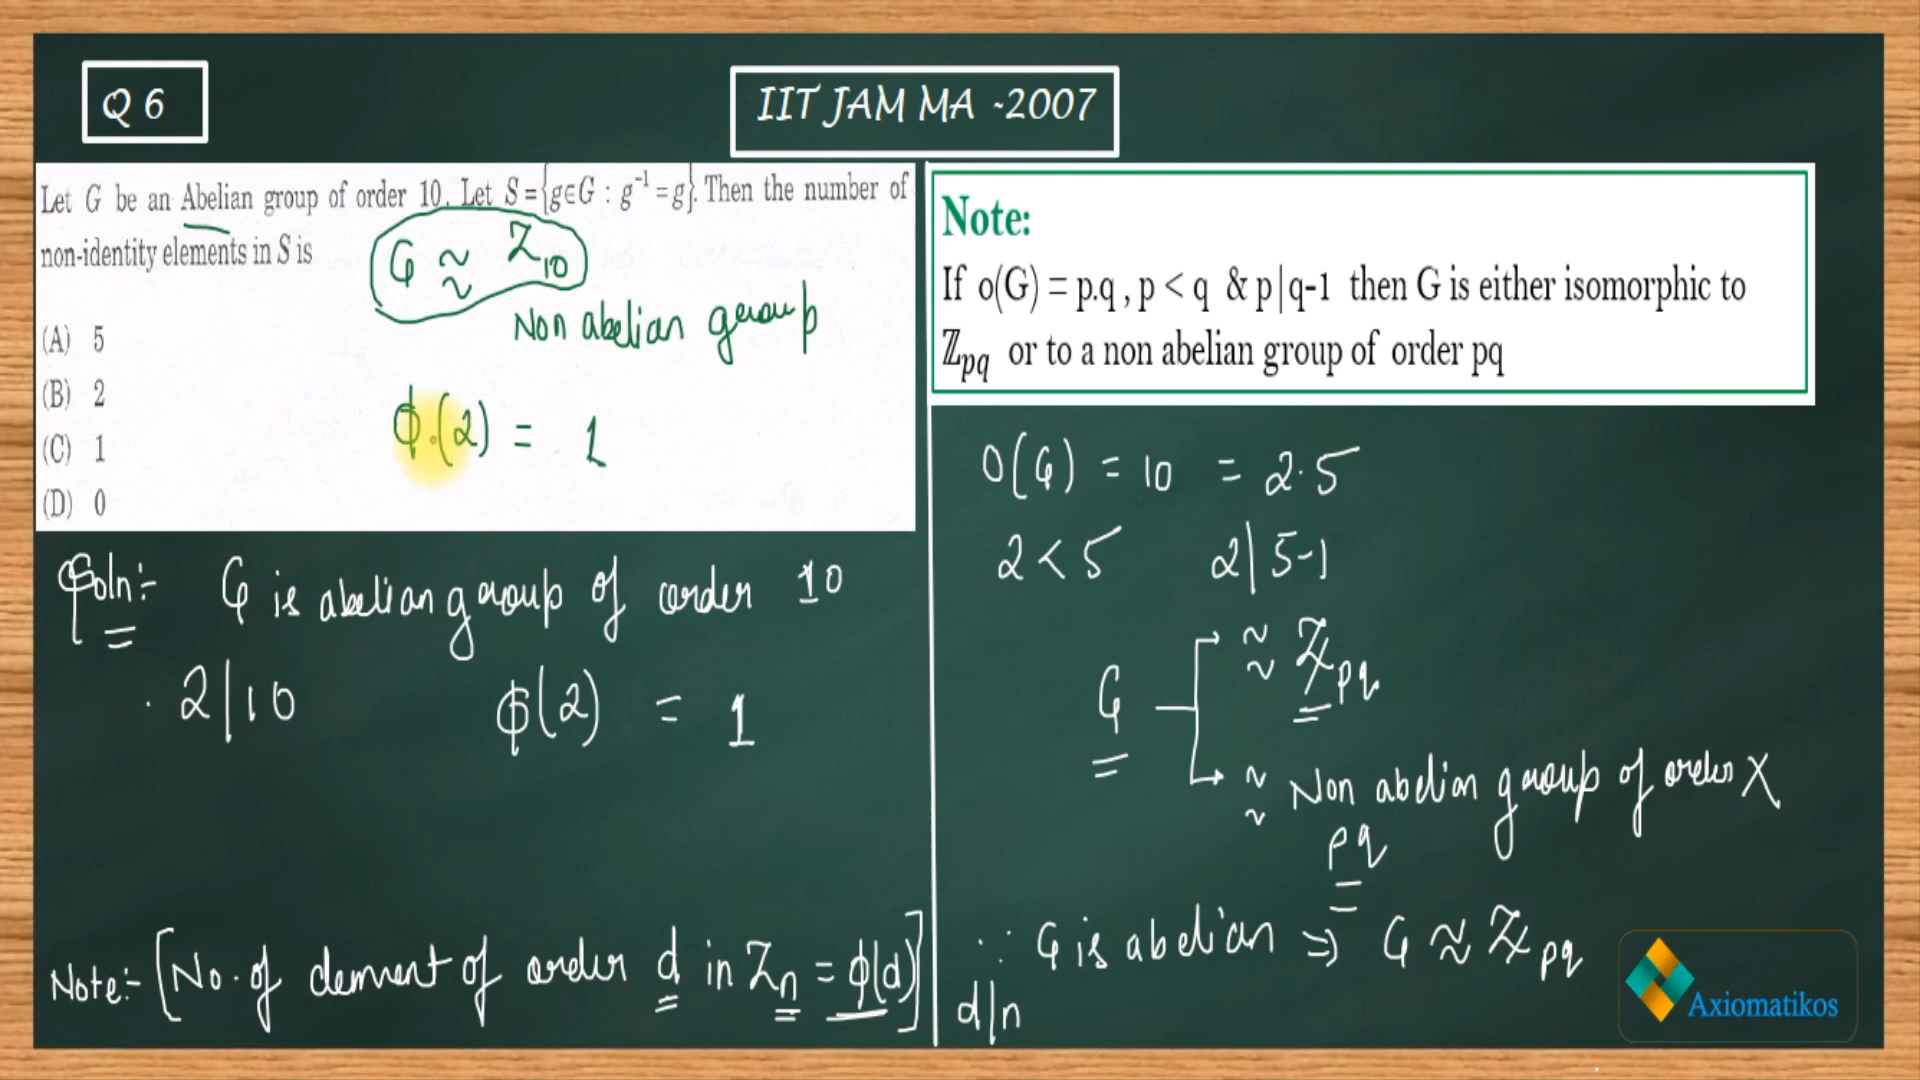 Q 6
IIT JAM MA -2007
Let G be an Abelian group of order 10. Let S = {g∈G : g⁻¹ = g}. Then the number of
non-identity elements in S is
G ≈ Z₁₀
Non abelian group
(A) 5
(B) 2
(C) 1
(D) 0
ϕ(2) = 1
Note:
If o(G) = p.q , p < q & p|q-1 then G is either isomorphic to
ℤpq or to a non abelian group of order pq
Soln:- G is abelian group of order 10
2|10 ϕ(2) = 1
Note:- [No. of element of order d in Zn = ϕ(d)]
O(G) = 10 = 2·5
2 < 5 2|5-1
G ≈ Zpq
≈ Non abelian group of order X
pq
∵ G is abelian ⇒ G ≈ Zpq
d|n
Axiomatikos